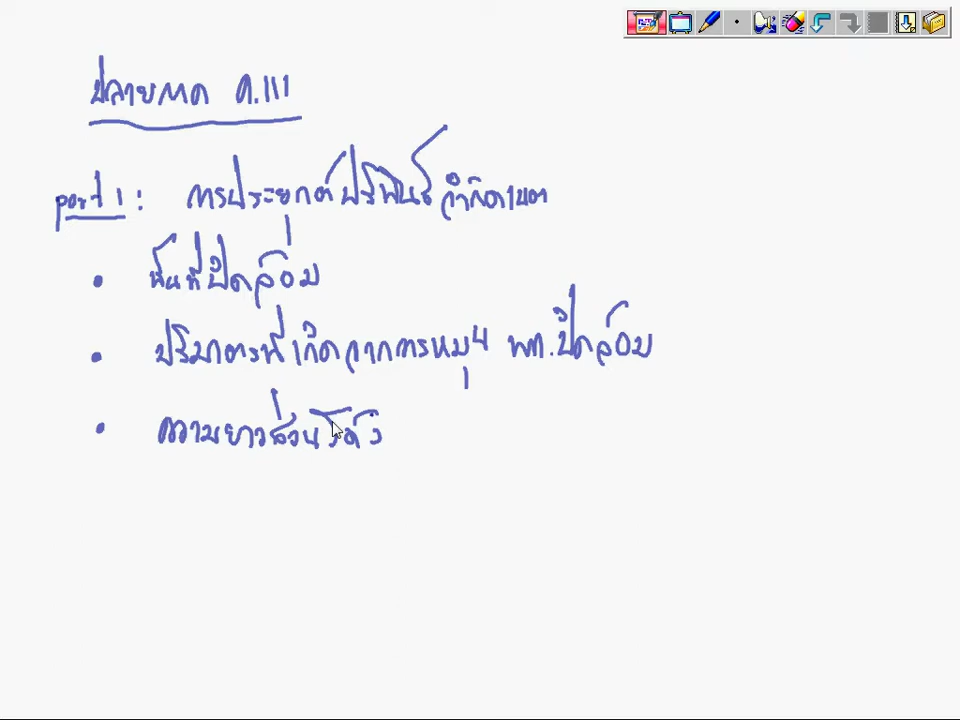 ปลายภาค ค.111
part 1 : การประยุกต์ปริพันธ์จำกัดเขต
• พื้นที่ปิดล้อม
• ปริมาตรที่เกิดจากการหมุน พท.ปิดล้อม
• ความยาวส่วนโค้ง